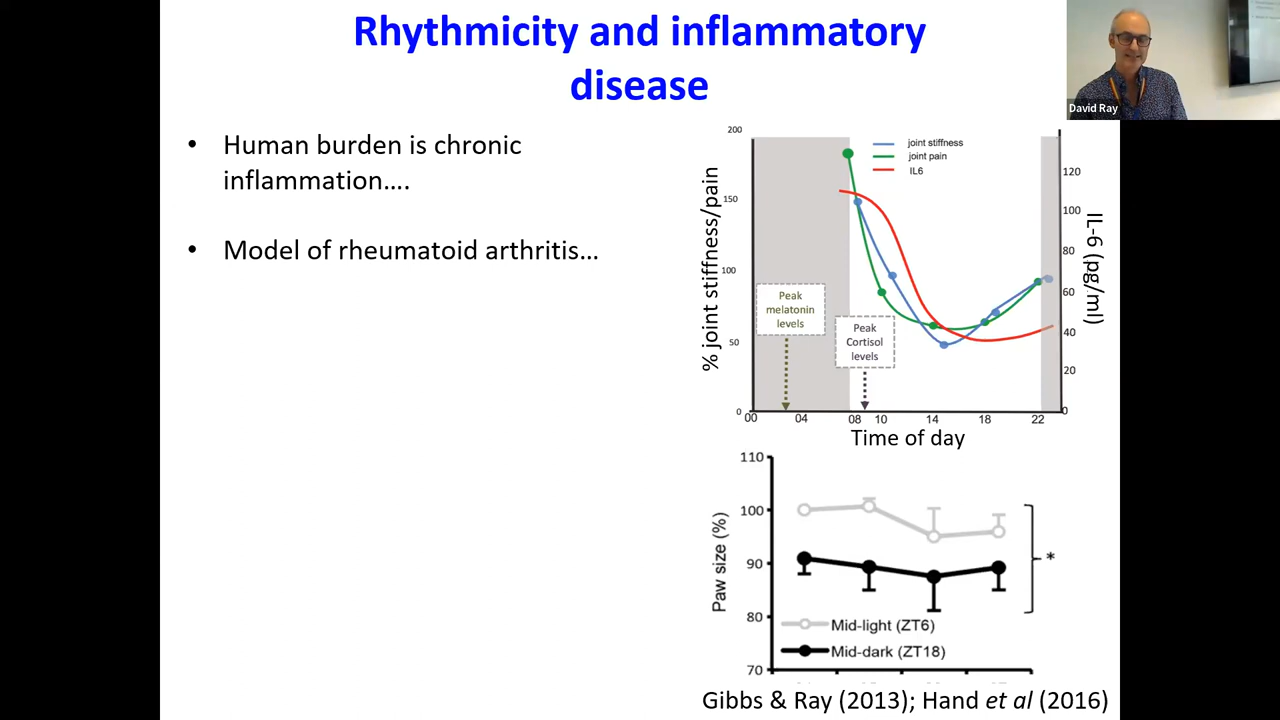 Rhythmicity and inflammatory
disease
David Ray
• Human burden is chronic
inflammation....
• Model of rheumatoid arthritis...
200
150
100
50
0
% joint stiffness/pain
joint stiffness
joint pain
IL6
120
100
80
60
40
20
0
IL-6 (pg/ml)
Peak
melatonin
levels
Peak
Cortisol
levels
00 04 08 10 14 18 22
Time of day
110
100
90
80
70
Paw size (%)
*
Mid-light (ZT6)
Mid-dark (ZT18)
Gibbs & Ray (2013); Hand et al (2016)